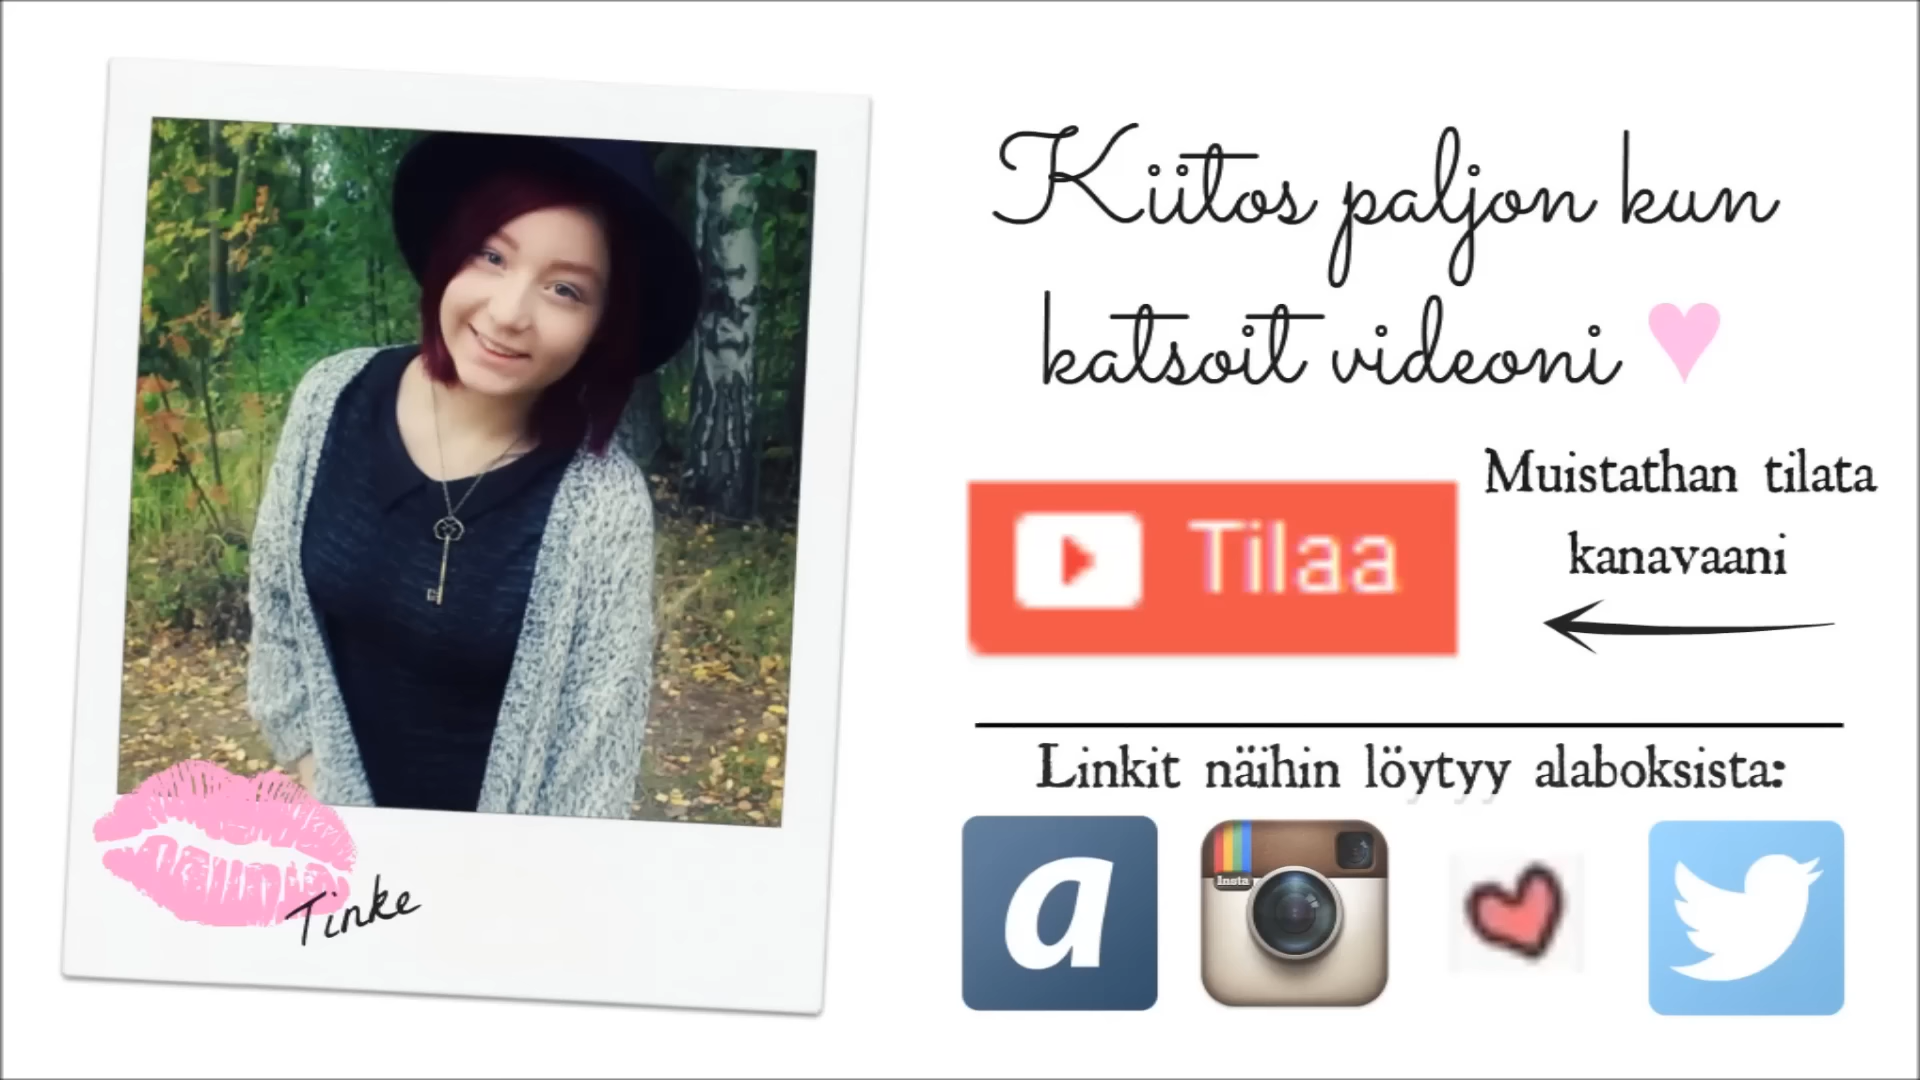 Kiitos paljon kun
katsoit videoni ♥
Muistathan tilata
kanavaani
Tilaa
Linkit näihin löytyy alaboksista:
a
Insta
Tinke